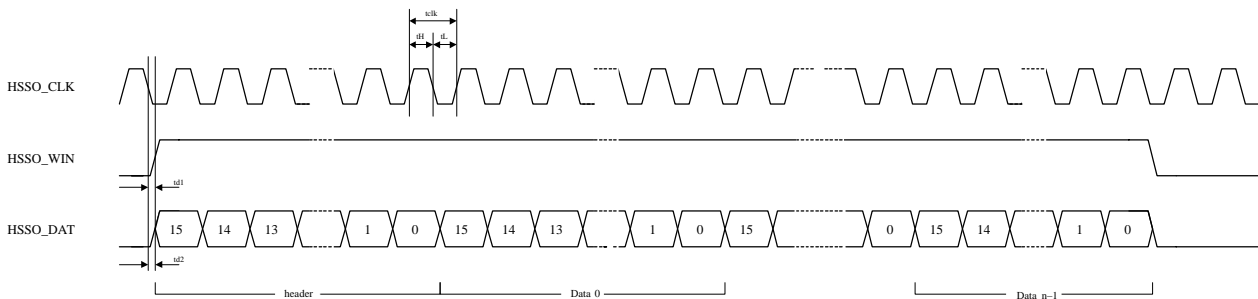 tclk
tH tL
HSSO_CLK
HSSO_WIN
td1
HSSO_DAT 15 14 13 1 0 15 14 13 1 0 15 0 15 14 1 0
td2
header Data 0 Data n–1